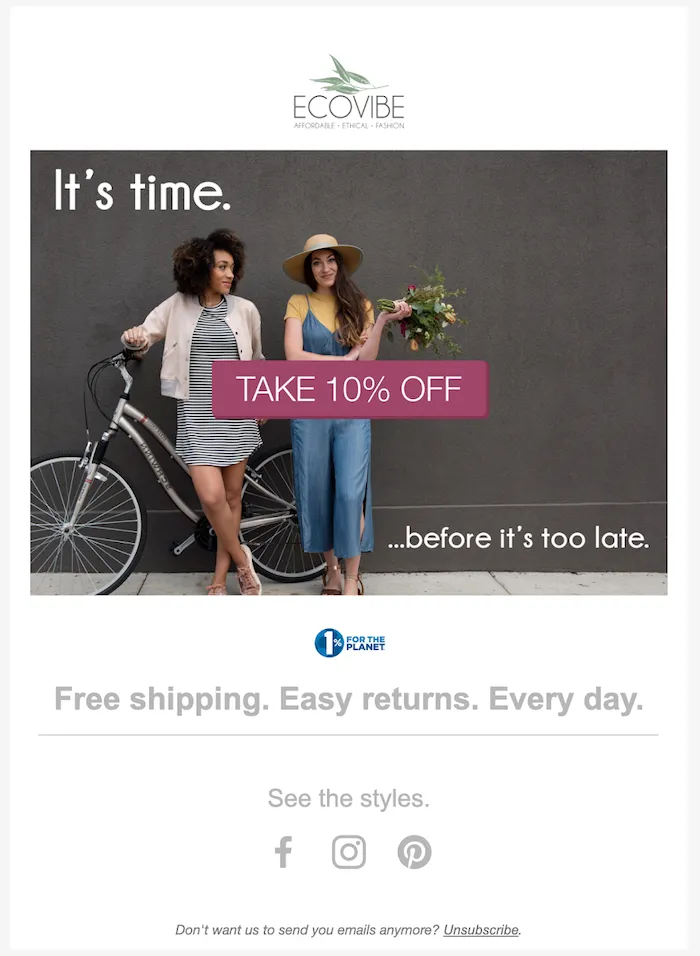 ECOVIBE
AFFORDABLE • ETHICAL • FASHION
It's time.
TAKE 10% OFF
...before it's too late.
1% FOR THE
PLANET
Free shipping. Easy returns. Every day.
See the styles.
Don't want us to send you emails anymore? Unsubscribe.